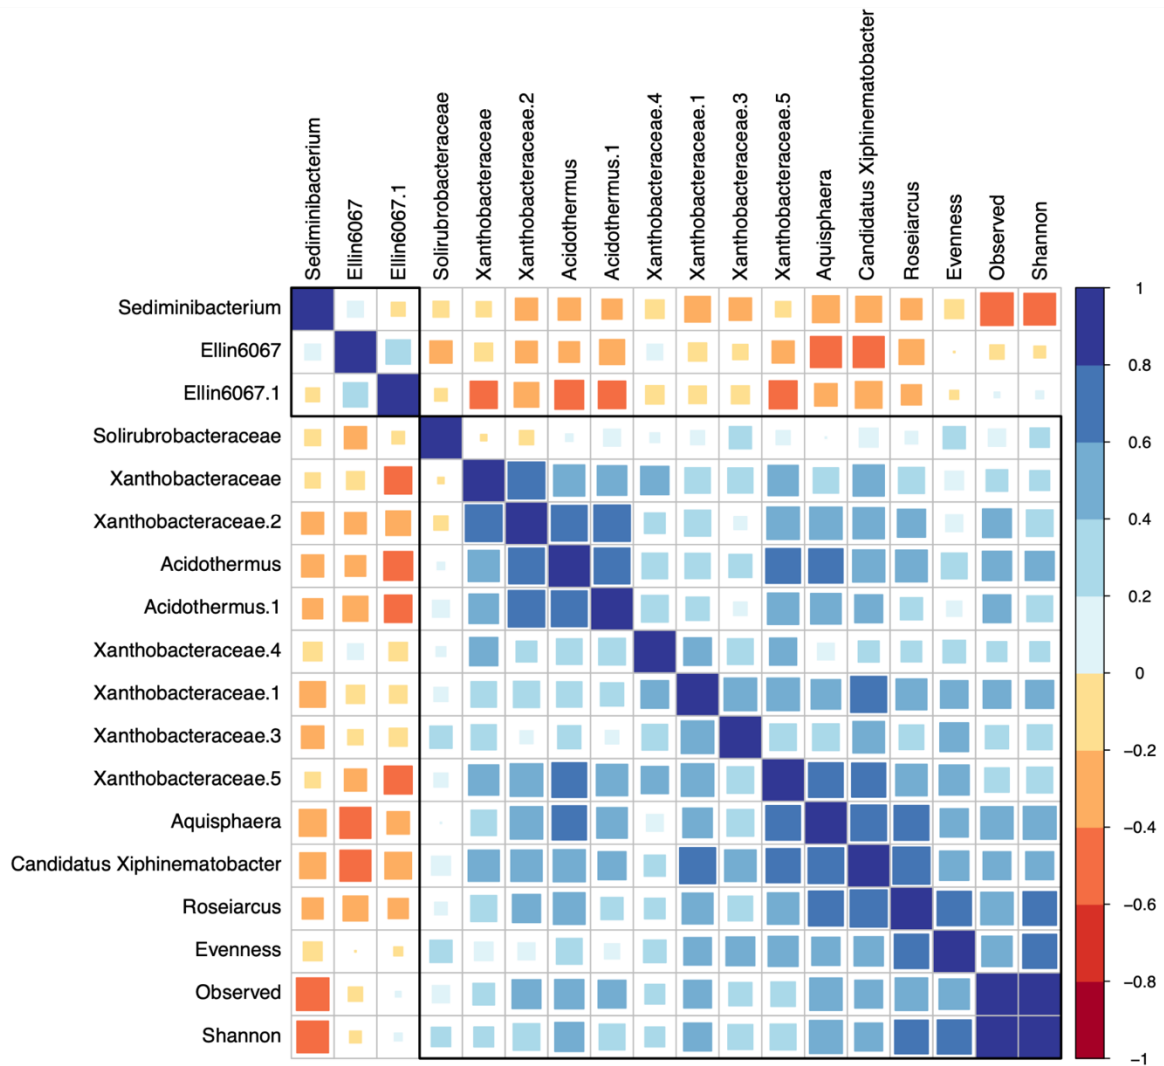 Sediminibacterium
Ellin6067
Ellin6067.1
Solirubrobacteraceae
Xanthobacteraceae
Xanthobacteraceae.2
Acidothermus
Acidothermus.1
Xanthobacteraceae.4
Xanthobacteraceae.1
Xanthobacteraceae.3
Xanthobacteraceae.5
Aquisphaera
Candidatus Xiphinematobacter
Roseiarcus
Evenness
Observed
Shannon
Sediminibacterium
Ellin6067
Ellin6067.1
Solirubrobacteraceae
Xanthobacteraceae
Xanthobacteraceae.2
Acidothermus
Acidothermus.1
Xanthobacteraceae.4
Xanthobacteraceae.1
Xanthobacteraceae.3
Xanthobacteraceae.5
Aquisphaera
Candidatus Xiphinematobacter
Roseiarcus
Evenness
Observed
Shannon
1
0.8
0.6
0.4
0.2
0
−0.2
−0.4
−0.6
−0.8
−1